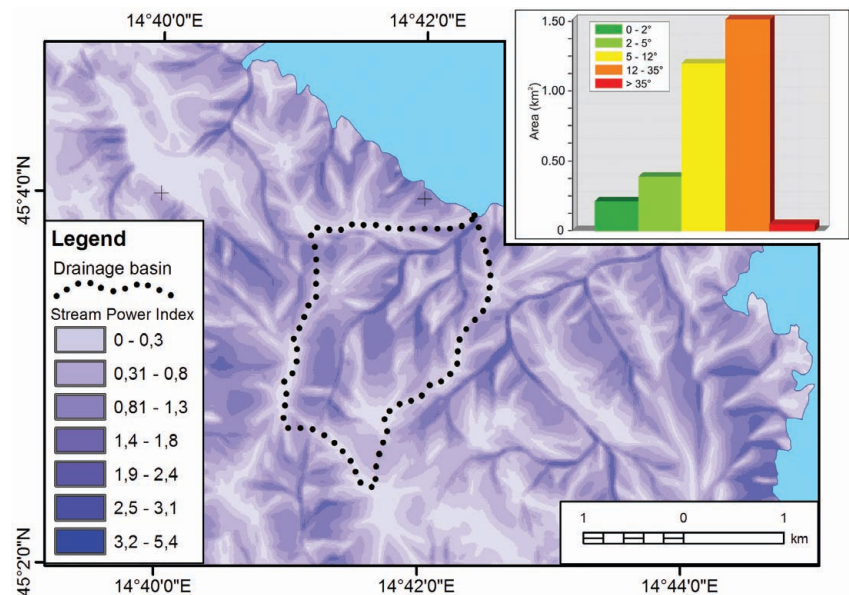 14°40'0"E
14°42'0"E
45°4'0"N
45°2'0"N
Legend
Drainage basin
Stream Power Index
0 - 0,3
0,31 - 0,8
0,81 - 1,3
1,4 - 1,8
1,9 - 2,4
2,5 - 3,1
3,2 - 5,4
Area (km²)
1.50
1.00
0.50
0
0 - 2°
2 - 5°
5 - 12°
12 - 35°
> 35°
1 0 1
km
14°40'0"E
14°42'0"E
14°44'0"E